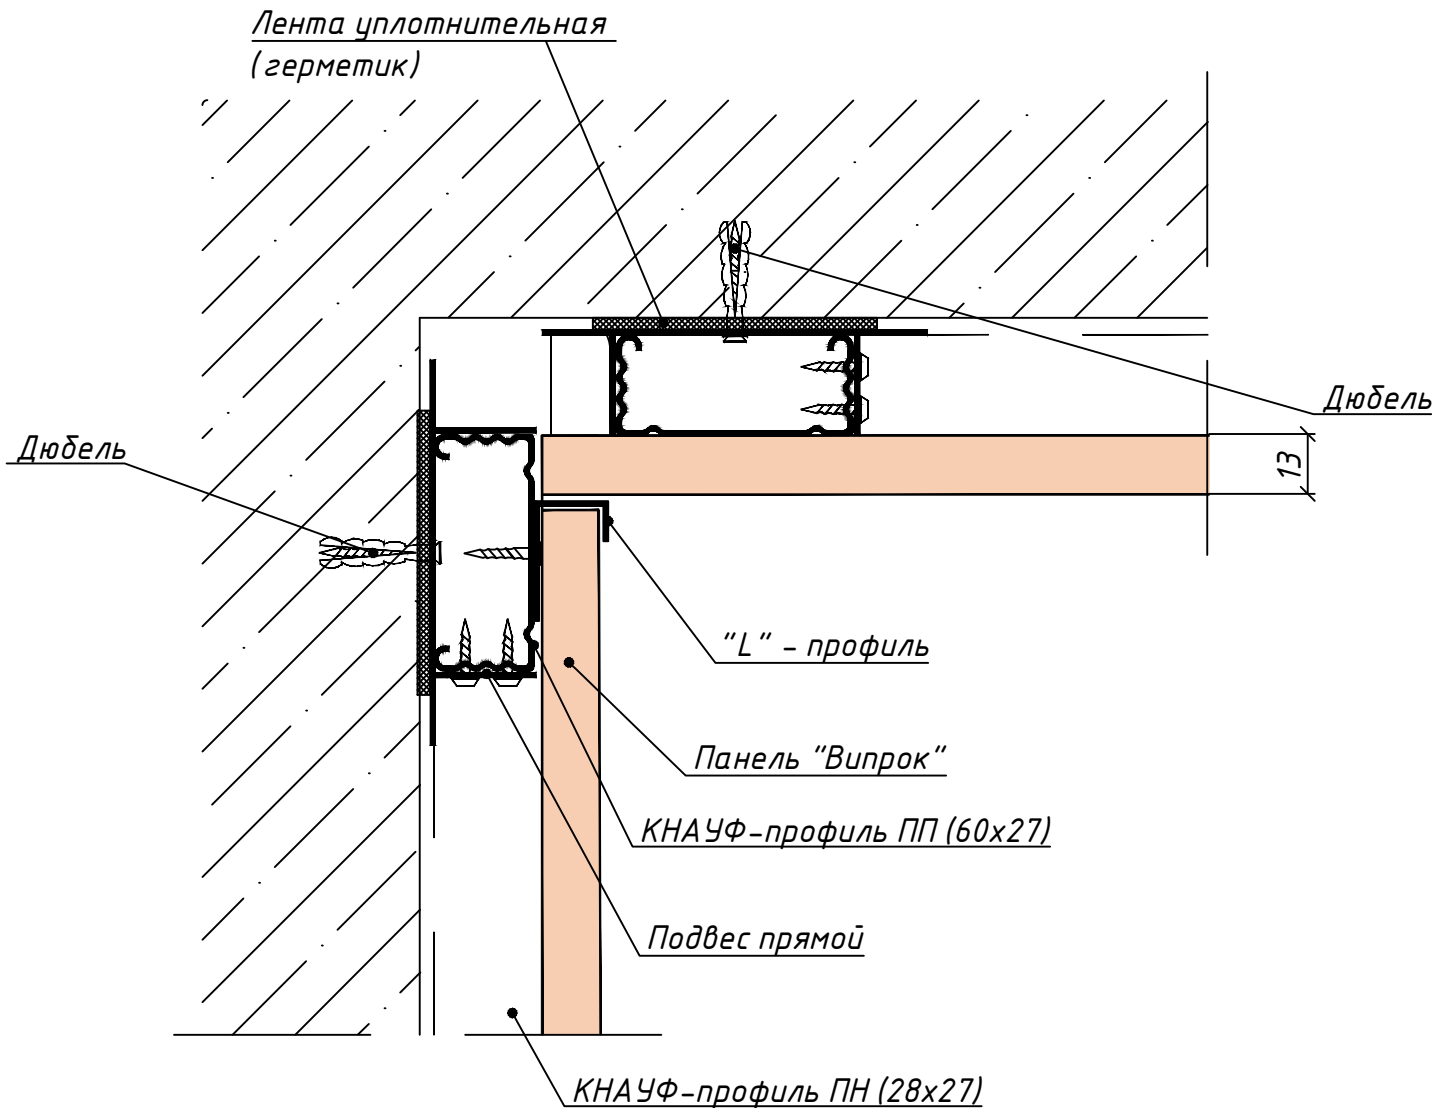 Лента уплотнительная
(герметик)
Дюбель
Дюбель
13
"L" - профиль
Панель "Випрок"
КНАУФ-профиль ПП (60х27)
Подвес прямой
КНАУФ-профиль ПН (28х27)